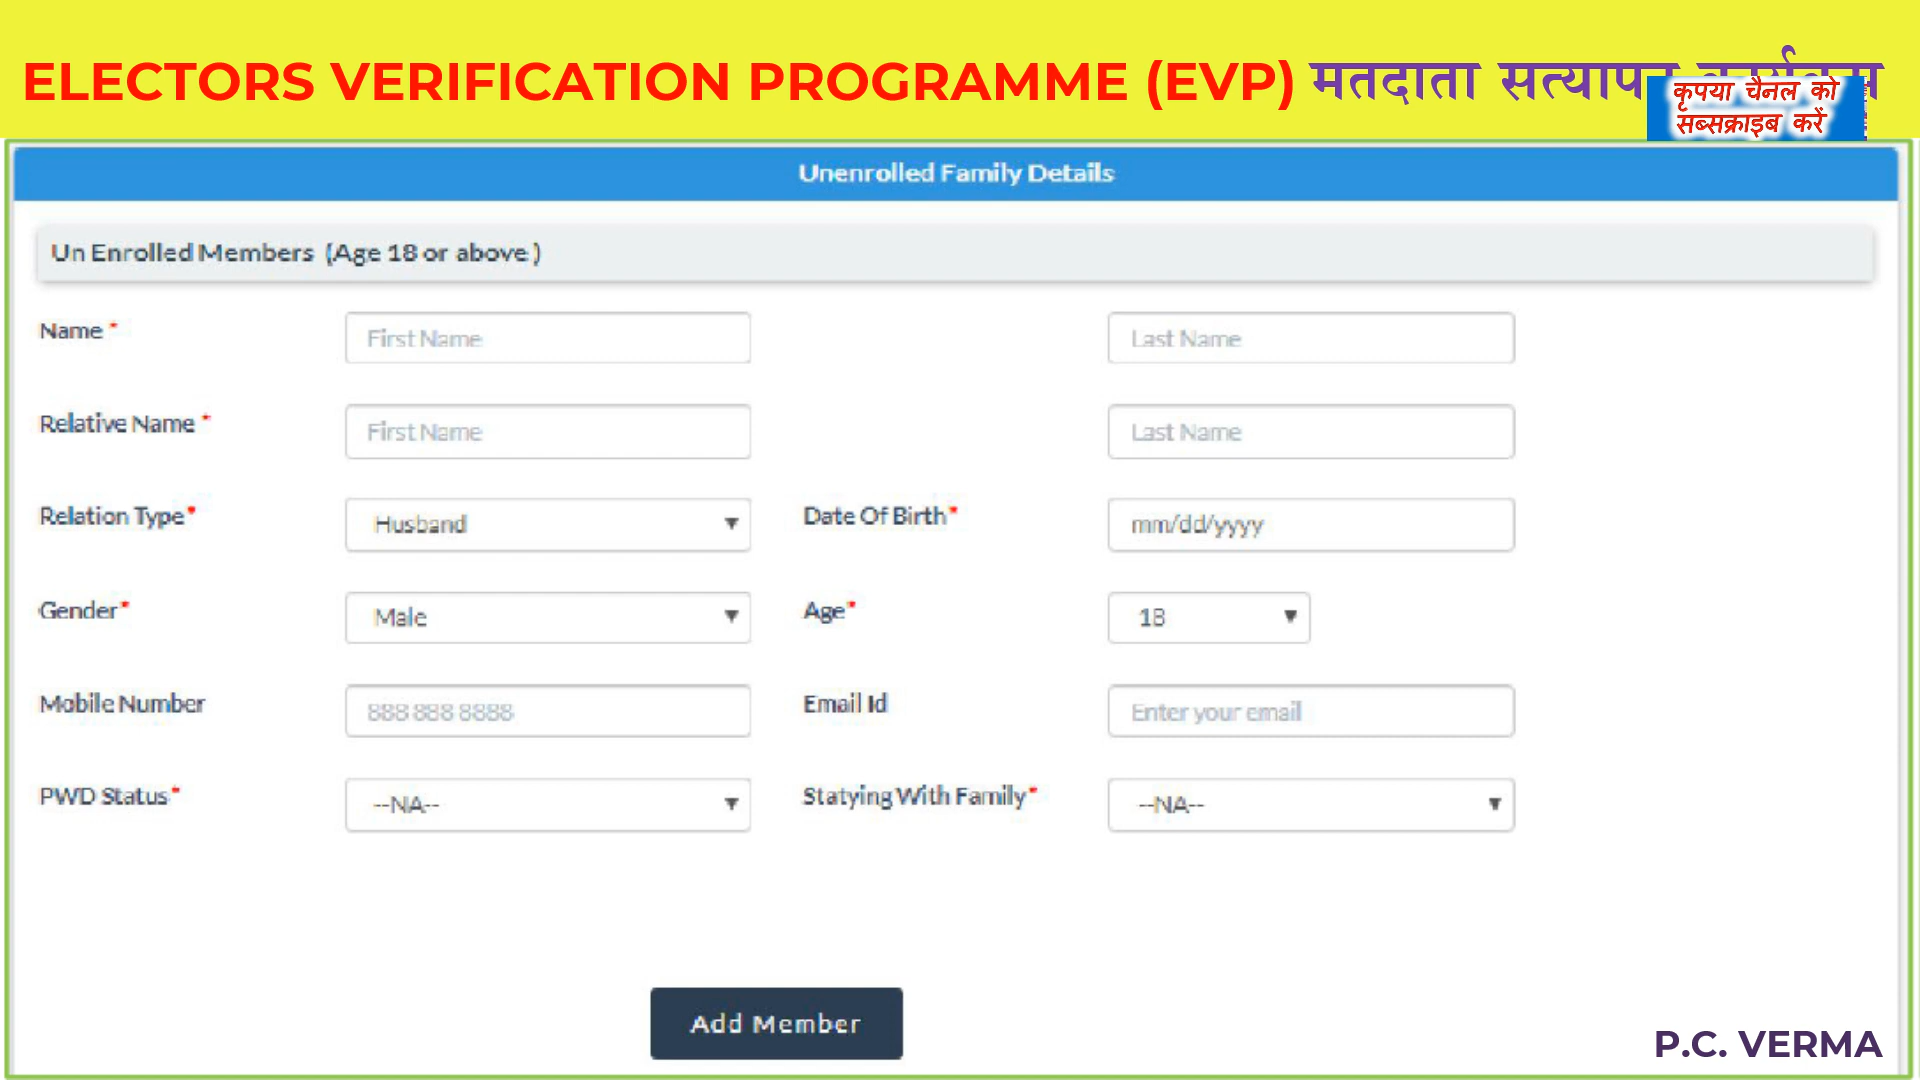 ELECTORS VERIFICATION PROGRAMME (EVP) मतदाता सत्यापन
कृपया चैनल को
सब्सक्राइब करें
Unenrolled Family Details
Un Enrolled Members (Age 18 or above )
Name * First Name Last Name
Relative Name * First Name Last Name
Relation Type* Husband Date Of Birth* mm/dd/yyyy
Gender* Male Age* 18
Mobile Number 888 888 8888 Email Id Enter your email
PWD Status* --NA-- Statying With Family* --NA--
Add Member
P.C. VERMA